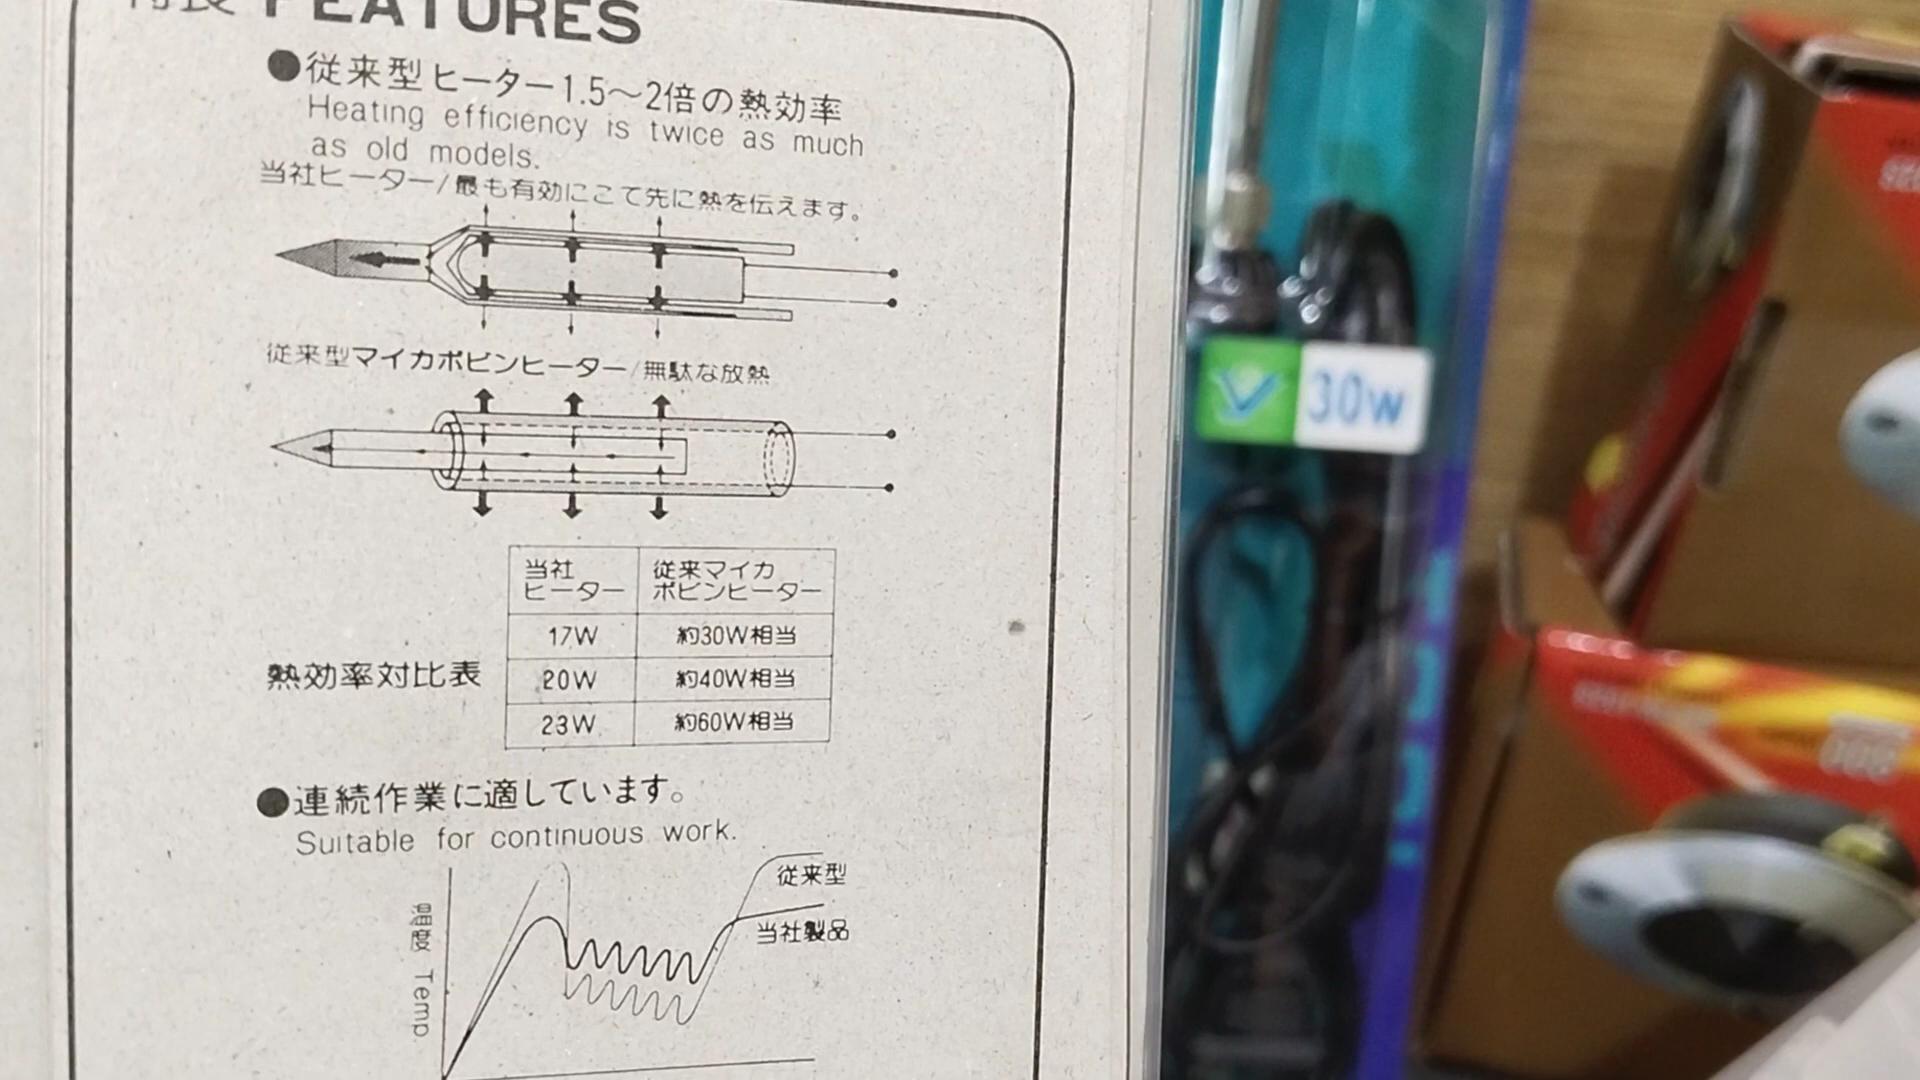 特長 FEATURES
●従来型ヒーター1.5〜2倍の熱効率
Heating efficiency is twice as much
as old models.
当社ヒーター/最も有効にこて先に熱を伝えます。
従来型マイカボビンヒーター/無駄な放熱
当社
ヒーター
従来マイカ
ボビンヒーター
17W
約30W相当
熱効率対比表
20W
約40W相当
23W
約60W相当
●連続作業に適しています。
Suitable for continuous work.
従来型
当社製品
温度 Temp.
30W